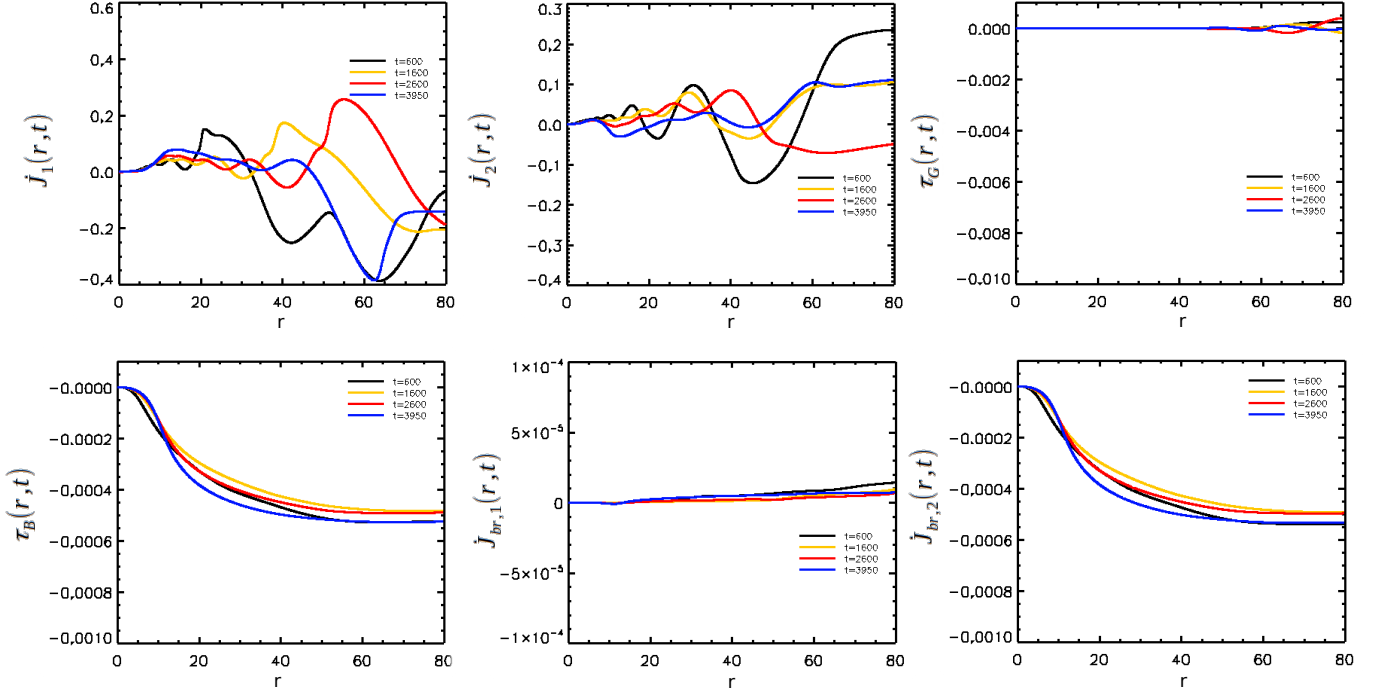 J̇₁(r,t)
0.6
0.4
0.2
0.0
−0.2
−0.4
0 20 40 60 80
r
t=600
t=1600
t=2600
t=3950
J̇₂(r,t)
0.3
0.2
0.1
0.0
−0.1
−0.2
−0.3
−0.4
0 20 40 60 80
r
t=600
t=1600
t=2600
t=3950
τ_G(r,t)
0.000
−0.002
−0.004
−0.006
−0.008
−0.010
0 20 40 60 80
r
t=600
t=1600
t=2600
t=3950
τ_B(r,t)
−0.0000
−0.0002
−0.0004
−0.0006
−0.0008
−0.0010
0 20 40 60 80
r
t=600
t=1600
t=2600
t=3950
J̇_{br,1}(r,t)
1×10⁻⁴
5×10⁻⁵
0
−5×10⁻⁵
−1×10⁻⁴
0 20 40 60 80
r
t=600
t=1600
t=2600
t=3950
J̇_{br,2}(r,t)
−0.0000
−0.0002
−0.0004
−0.0006
−0.0008
−0.0010
0 20 40 60 80
r
t=600
t=1600
t=2600
t=3950